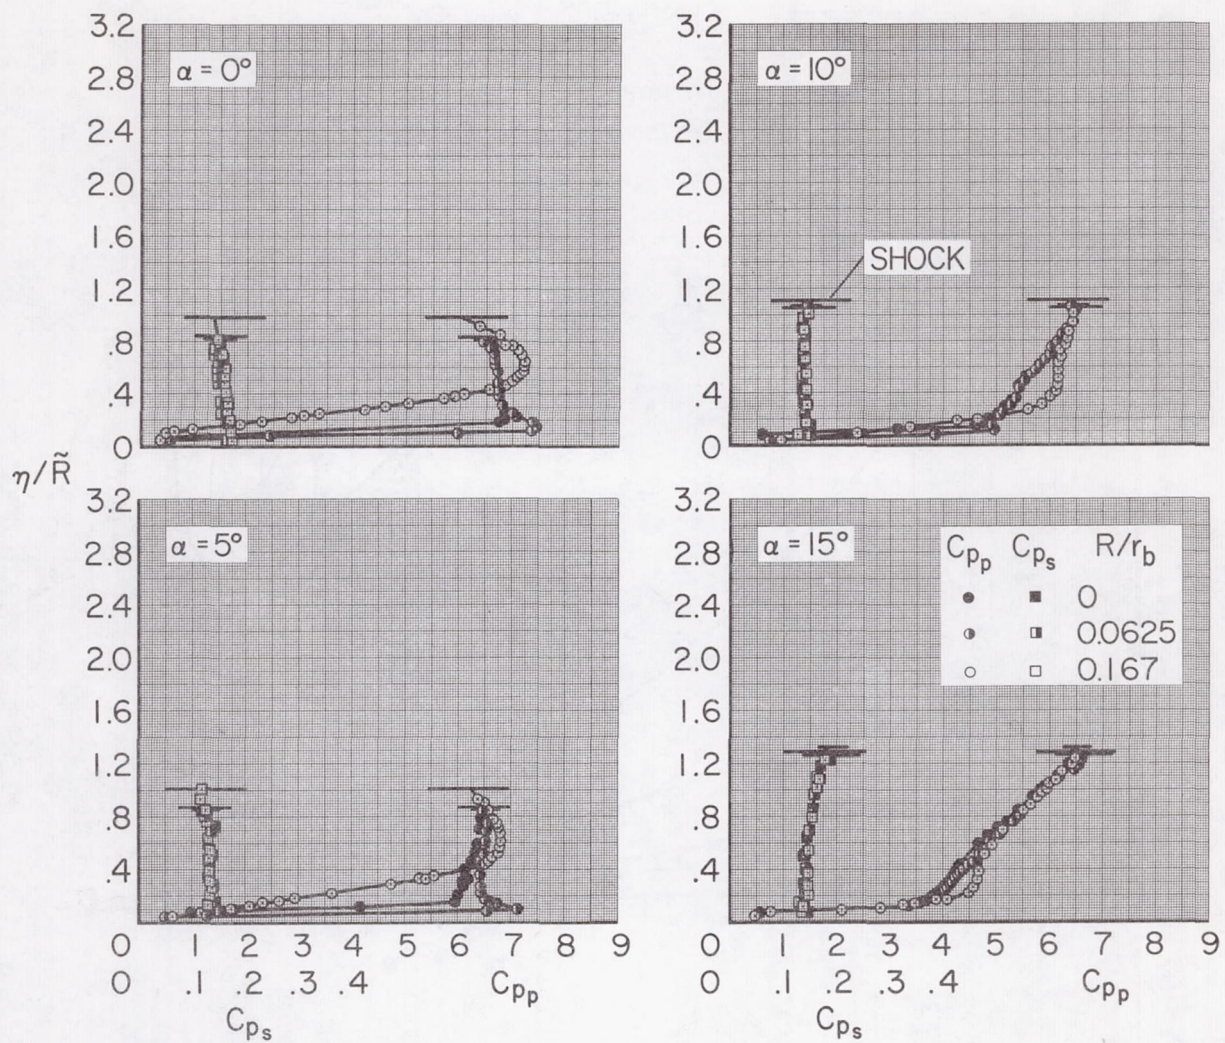 3.2
2.8
2.4
2.0
1.6
1.2
.8
.4
0
α = 0°
3.2
2.8
2.4
2.0
1.6
1.2
.8
.4
0
α = 10°
SHOCK
η/R̃
3.2
2.8
2.4
2.0
1.6
1.2
.8
.4
α = 5°
0 1 2 3 4 5 6 7 8 9
0 .1 .2 .3 .4 Cpp
Cps
3.2
2.8
2.4
2.0
1.6
1.2
.8
.4
α = 15°
Cpp Cps R/rb
0
0.0625
0.167
0 1 2 3 4 5 6 7 8 9
0 .1 .2 .3 .4 Cpp
Cps